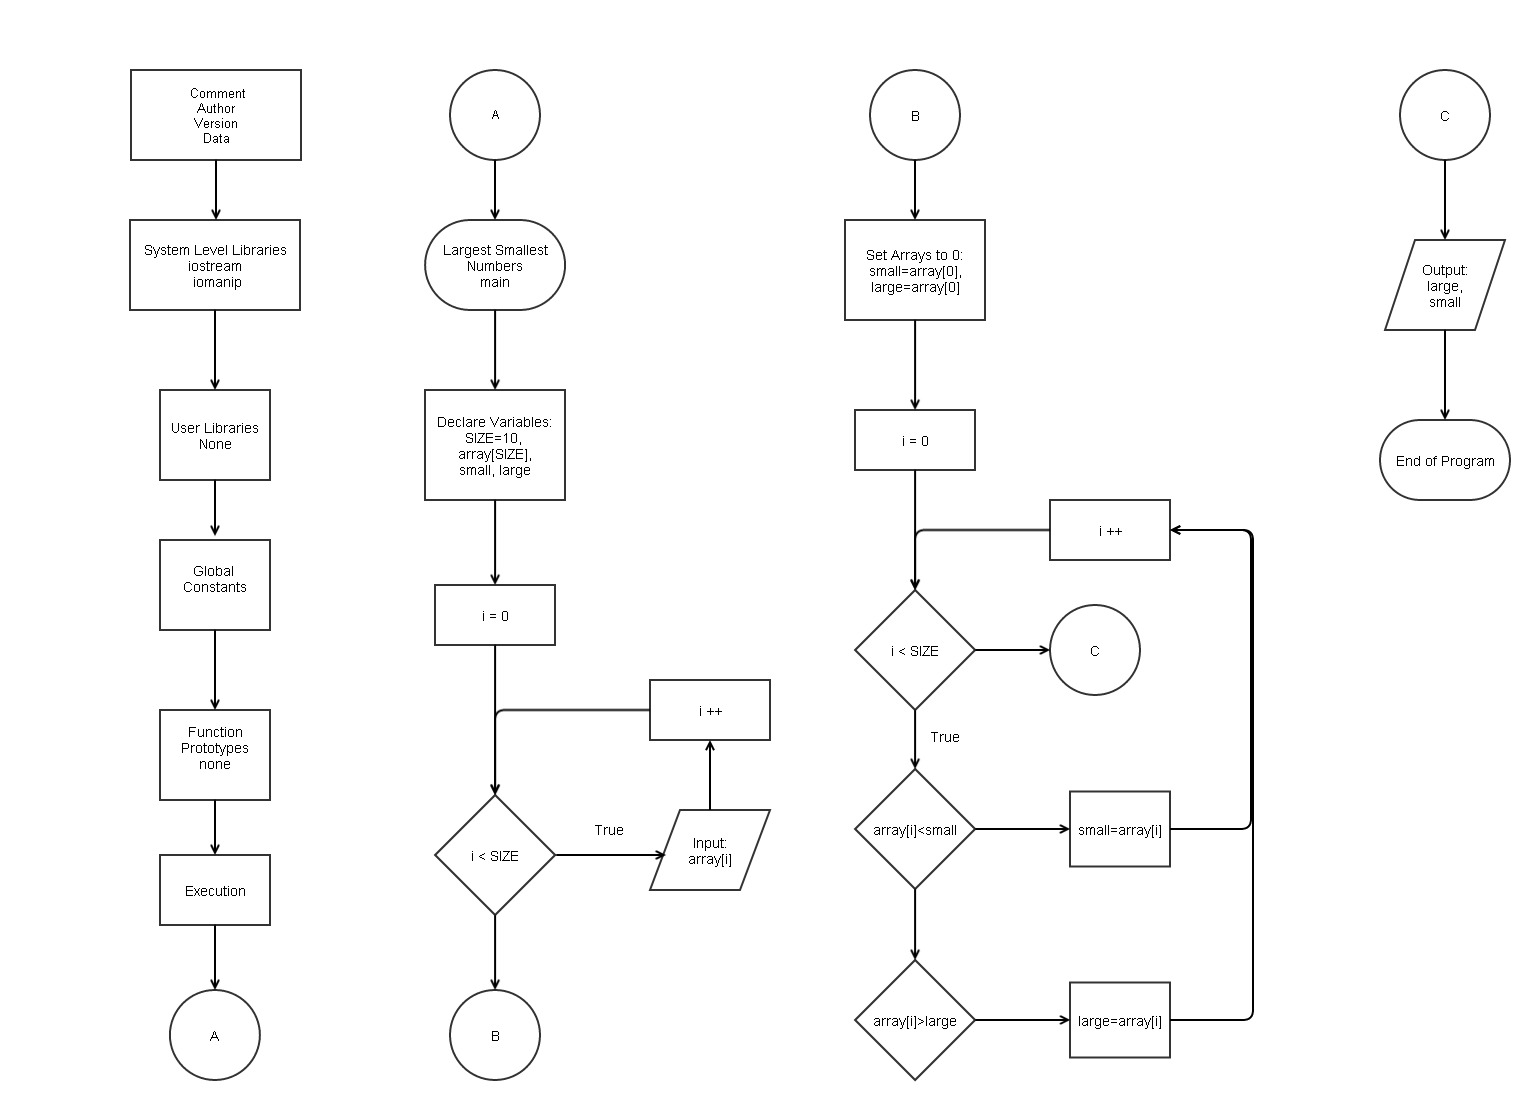 Comment
Author
Version
Data
System Level Libraries
iostream
iomanip
User Libraries
None
Global
Constants
Function
Prototypes
none
Execution
A
A
Largest Smallest
Numbers
main
Declare Variables:
SIZE=10,
array[SIZE],
small, large
i = 0
i ++
i < SIZE
True
Input:
array[i]
B
B
Set Arrays to 0:
small=array[0],
large=array[0]
i = 0
i ++
i < SIZE
C
True
array[i]<small
small=array[i]
array[i]>large
large=array[i]
C
Output:
large,
small
End of Program